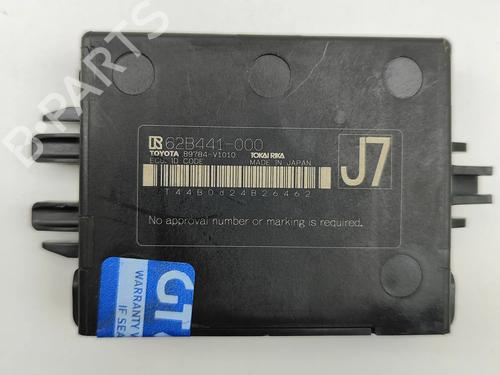 B-PARTS
62B441-000
TOYOTA 89784-V1010 TOKAI RIKA
ECU ID CODE MADE IN JAPAN
J7
T44B0d24B26462
No approval number or marking is required.
GT
WARRANTY
IF SEA